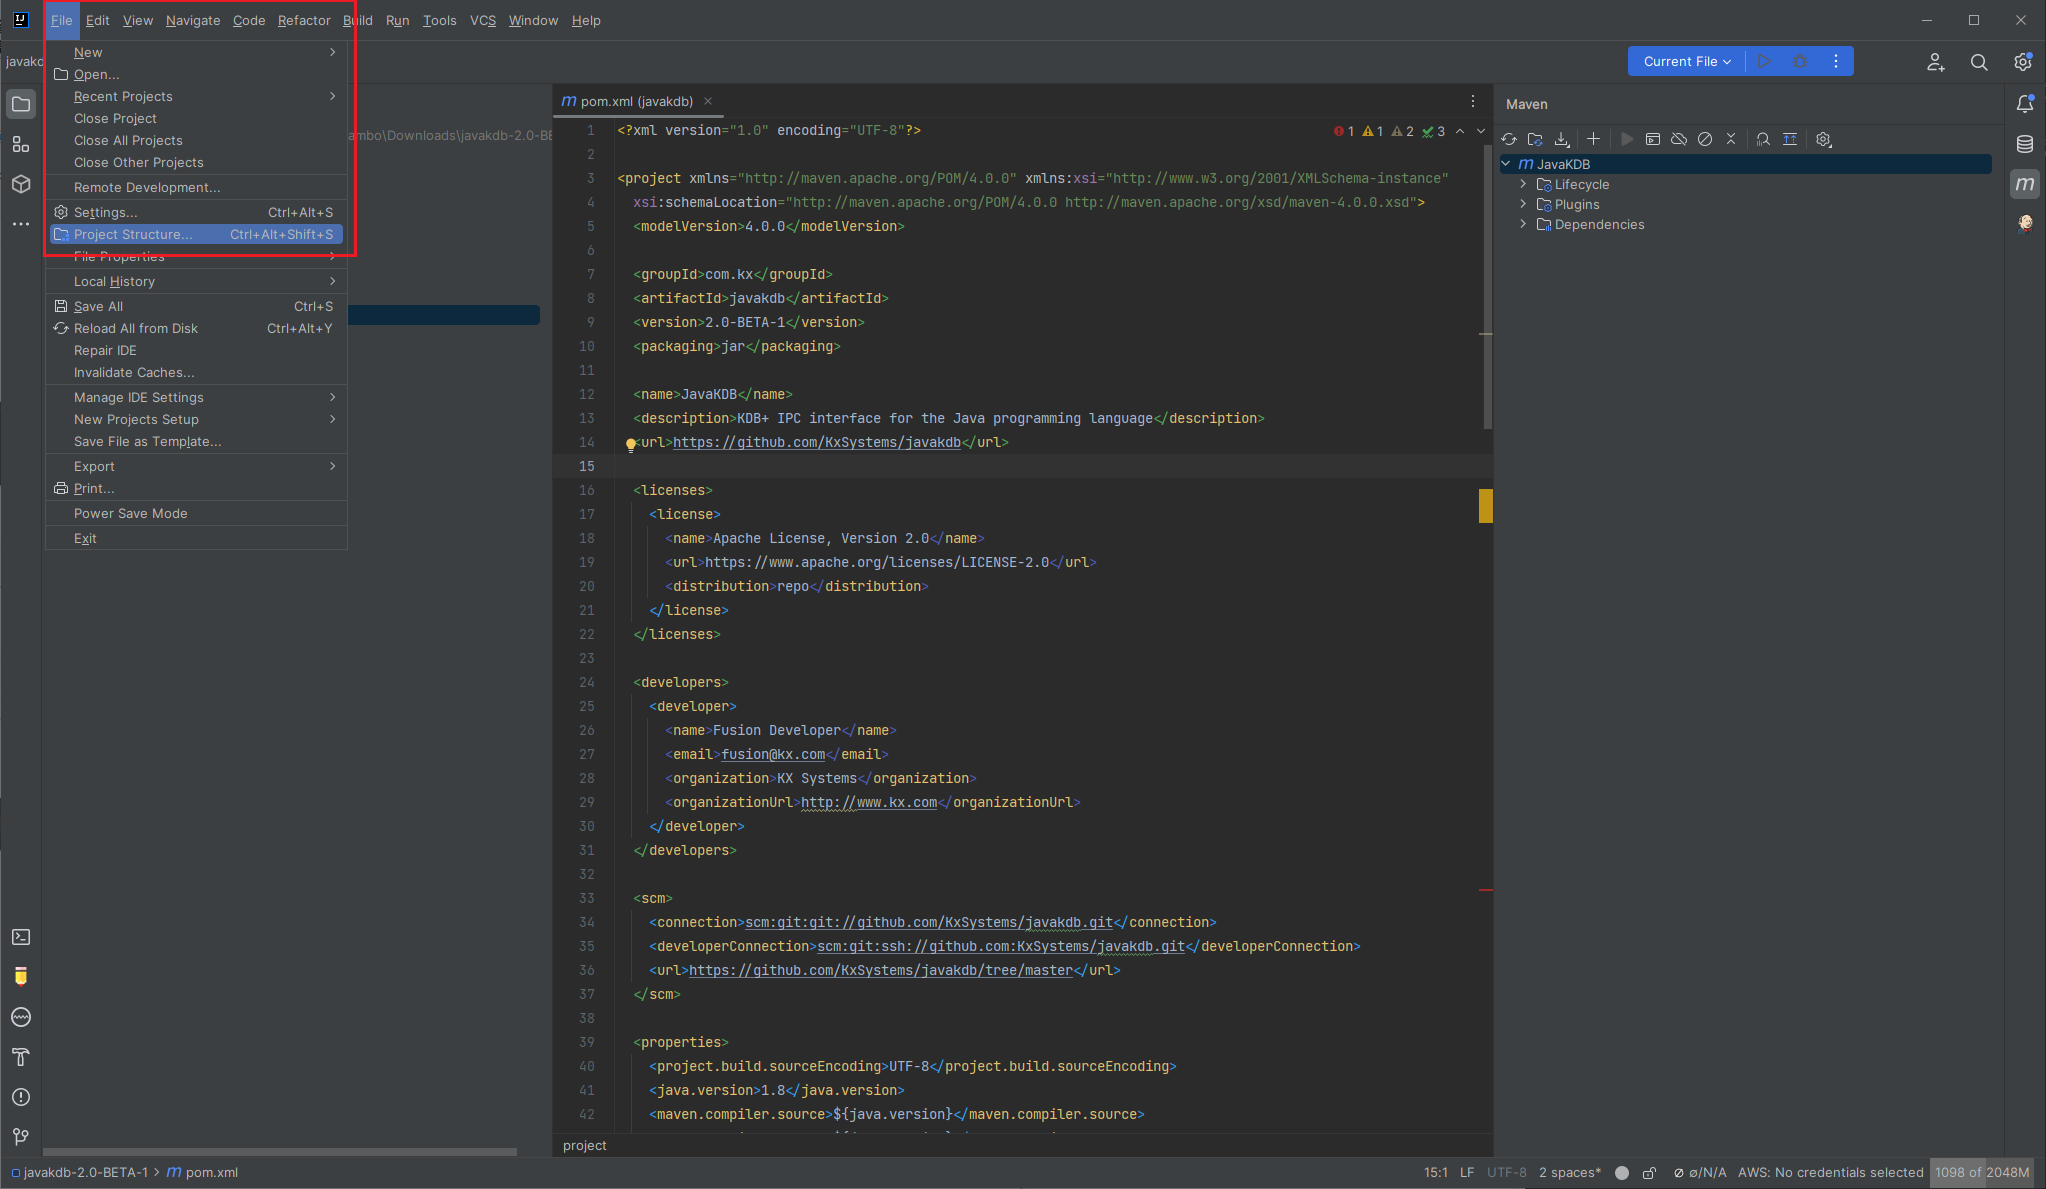 File Edit View Navigate Code Refactor Build Run Tools VCS Window Help
javakd
Current File
New
Open...
Recent Projects
Close Project
Close All Projects
Close Other Projects
Remote Development...
Settings... Ctrl+Alt+S
Project Structure... Ctrl+Alt+Shift+S
File Properties
Local History
Save All Ctrl+S
Reload All from Disk Ctrl+Alt+Y
Repair IDE
Invalidate Caches...
Manage IDE Settings
New Projects Setup
Save File as Template...
Export
Print...
Power Save Mode
Exit
ambo\Downloads\javakdb-2.0-BE
pom.xml (javakdb)
1 1 2 3
1 <?xml version="1.0" encoding="UTF-8"?>
2
3 <project xmlns="http://maven.apache.org/POM/4.0.0" xmlns:xsi="http://www.w3.org/2001/XMLSchema-instance"
4 xsi:schemaLocation="http://maven.apache.org/POM/4.0.0 http://maven.apache.org/xsd/maven-4.0.0.xsd">
5 <modelVersion>4.0.0</modelVersion>
6
7 <groupId>com.kx</groupId>
8 <artifactId>javakdb</artifactId>
9 <version>2.0-BETA-1</version>
10 <packaging>jar</packaging>
11
12 <name>JavaKDB</name>
13 <description>KDB+ IPC interface for the Java programming language</description>
14 <url>https://github.com/KxSystems/javakdb</url>
15
16 <licenses>
17 <license>
18 <name>Apache License, Version 2.0</name>
19 <url>https://www.apache.org/licenses/LICENSE-2.0</url>
20 <distribution>repo</distribution>
21 </license>
22 </licenses>
23
24 <developers>
25 <developer>
26 <name>Fusion Developer</name>
27 <email>fusion@kx.com</email>
28 <organization>KX Systems</organization>
29 <organizationUrl>http://www.kx.com</organizationUrl>
30 </developer>
31 </developers>
32
33 <scm>
34 <connection>scm:git:git://github.com/KxSystems/javakdb.git</connection>
35 <developerConnection>scm:git:ssh://github.com:KxSystems/javakdb.git</developerConnection>
36 <url>https://github.com/KxSystems/javakdb/tree/master</url>
37 </scm>
38
39 <properties>
40 <project.build.sourceEncoding>UTF-8</project.build.sourceEncoding>
41 <java.version>1.8</java.version>
42 <maven.compiler.source>${java.version}</maven.compiler.source>
project
Maven
JavaKDB
Lifecycle
Plugins
Dependencies
javakdb-2.0-BETA-1 > pom.xml
15:1 LF UTF-8 2 spaces* ø/N/A AWS: No credentials selected 1098 of 2048M